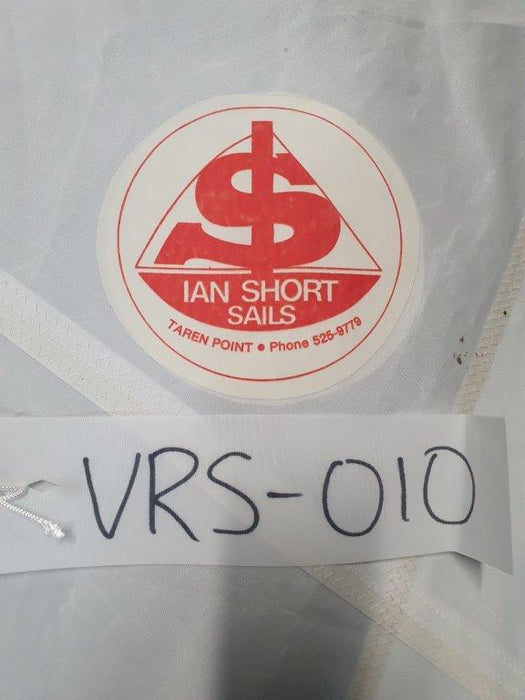 IAN SHORT
SAILS
TAREN POINT • Phone 525-9779
VRS-010